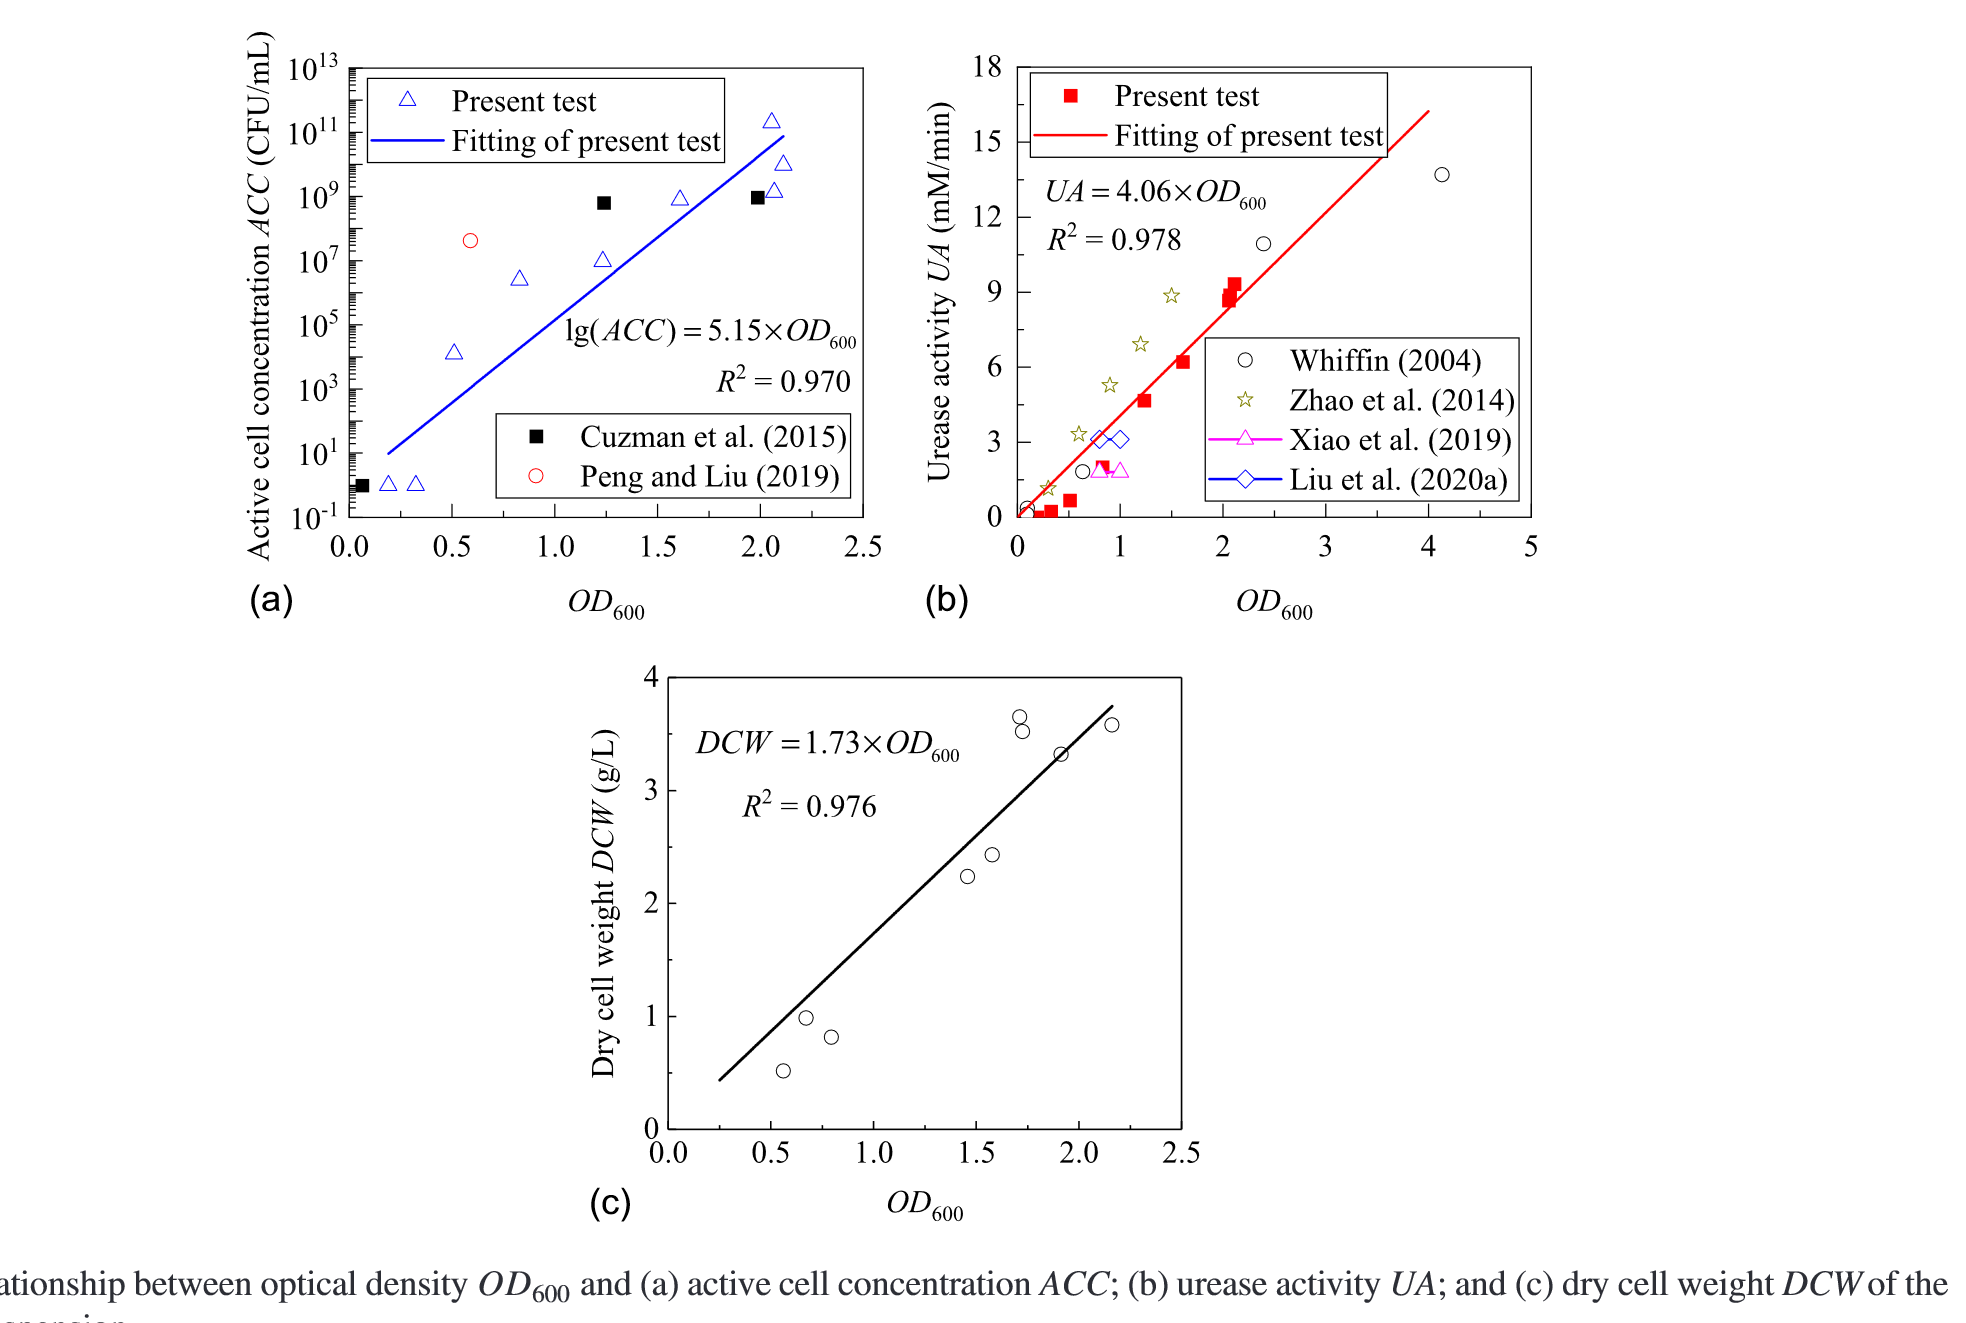 Active cell concentration ACC (CFU/mL)
10^13
10^11
10^9
10^7
10^5
10^3
10^1
10^-1
Present test
Fitting of present test
lg(ACC) = 5.15×OD600
R² = 0.970
Cuzman et al. (2015)
Peng and Liu (2019)
0.0 0.5 1.0 1.5 2.0 2.5
(a) OD600
Urease activity UA (mM/min)
18
15
12
9
6
3
0
Present test
Fitting of present test
UA = 4.06×OD600
R² = 0.978
Whiffin (2004)
Zhao et al. (2014)
Xiao et al. (2019)
Liu et al. (2020a)
0 1 2 3 4 5
(b) OD600
Dry cell weight DCW (g/L)
4
3
2
1
0
DCW = 1.73×OD600
R² = 0.976
0.0 0.5 1.0 1.5 2.0 2.5
(c) OD600
ationship between optical density OD600 and (a) active cell concentration ACC; (b) urease activity UA; and (c) dry cell weight DCW of the